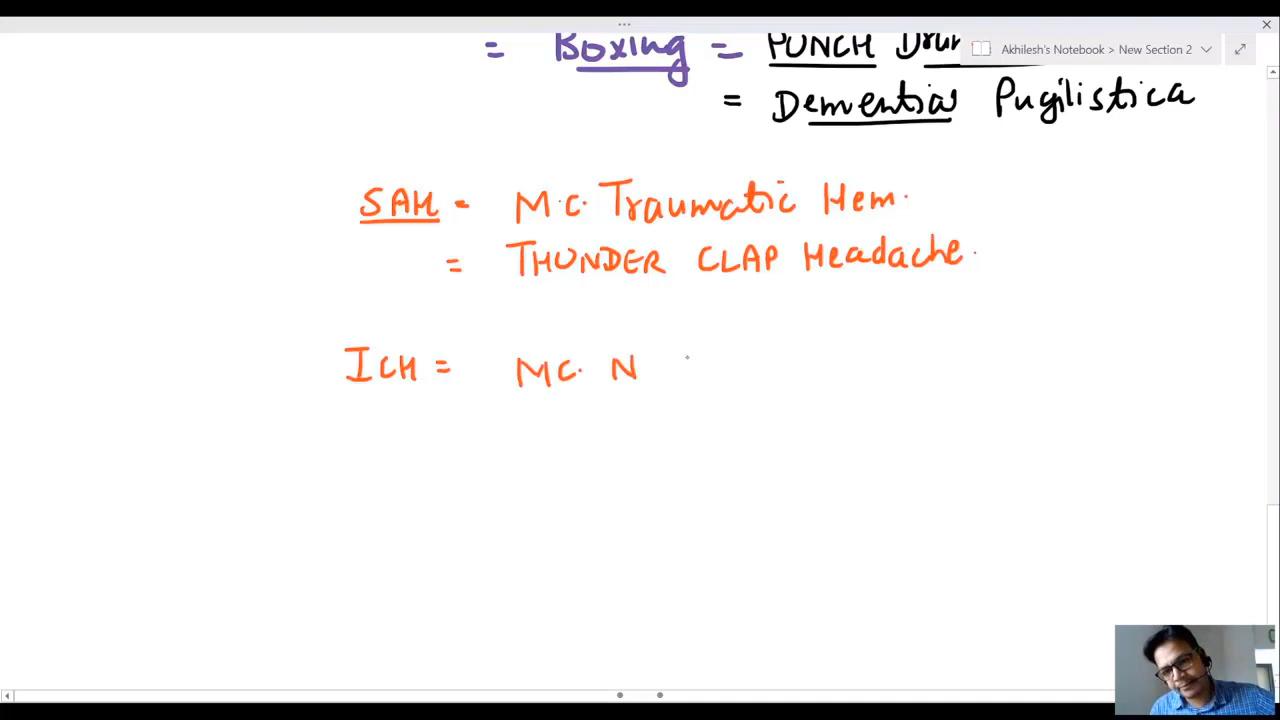 = Boxing = PUNCH
Akhilesh's Notebook > New Section 2
= Dementia Pugilistica
SAH = M.C. Traumatic Hem.
= THUNDER CLAP Headache.
ICH = MC. N